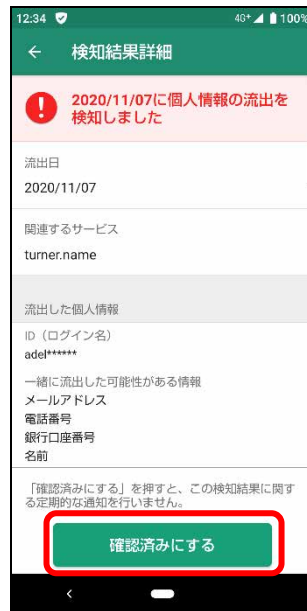 12:34 4G+ 100%
← 検知結果詳細
2020/11/07に個人情報の流出を
検知しました
流出日
2020/11/07
関連するサービス
turner.name
流出した個人情報
ID（ログイン名）
adel******
一緒に流出した可能性がある情報
メールアドレス
電話番号
銀行口座番号
名前
「確認済みにする」を押すと、この検知結果に関す
る定期的な通知を行いません。
確認済みにする